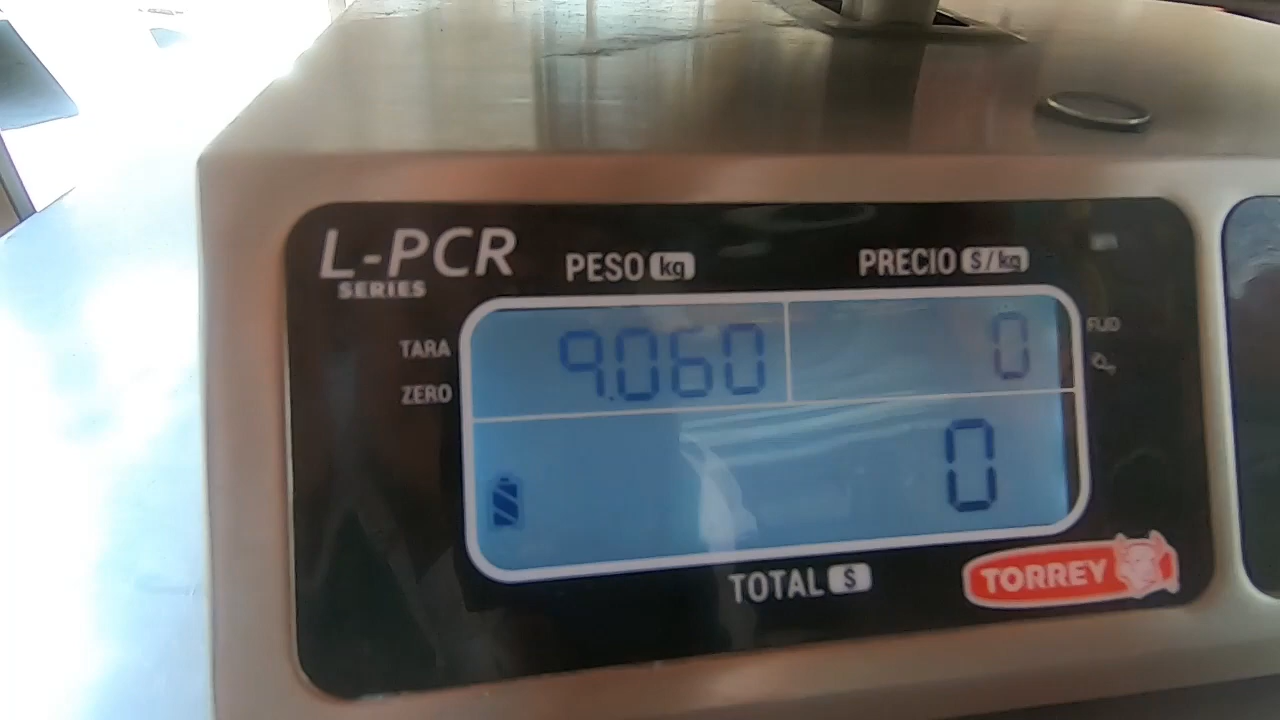 L-PCR
SERIES
PESO kg
PRECIO $/kg
TARA
ZERO
9.060
0
0
TOTAL $
TORREY